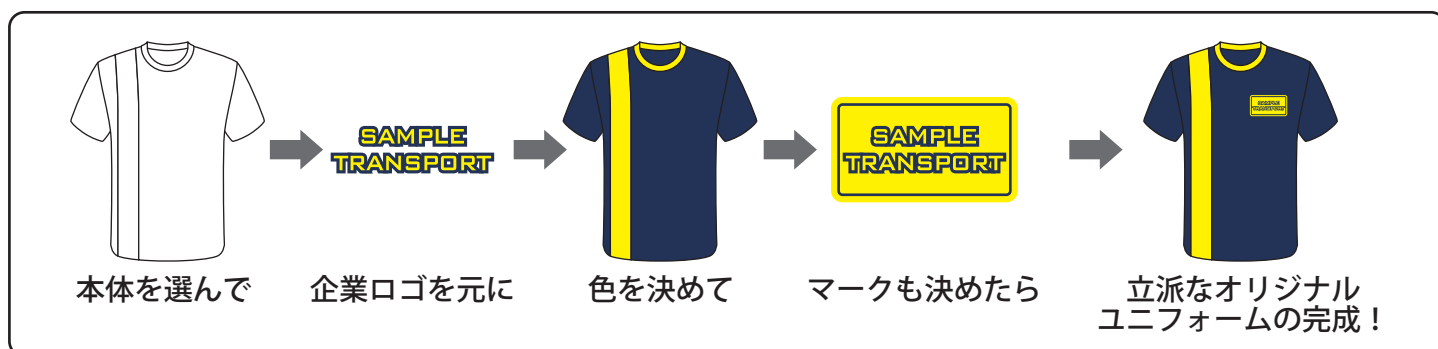 SAMPLE
TRANSPORT
SAMPLE
TRANSPORT
SAMPLE
TRANSPORT
本体を選んで
企業ロゴを元に
色を決めて
マークも決めたら
立派なオリジナル
ユニフォームの完成！